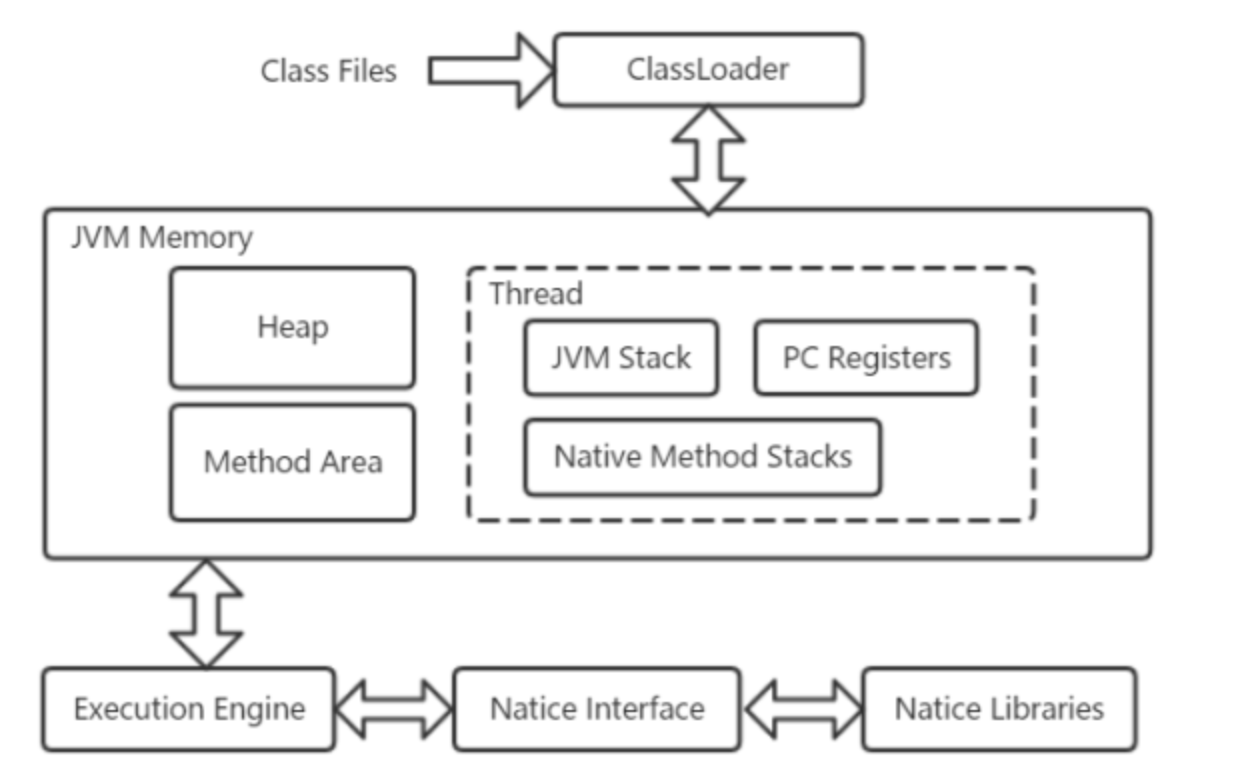 Class Files
ClassLoader
JVM Memory
Heap
Thread
JVM Stack
PC Registers
Method Area
Native Method Stacks
Execution Engine
Natice Interface
Natice Libraries